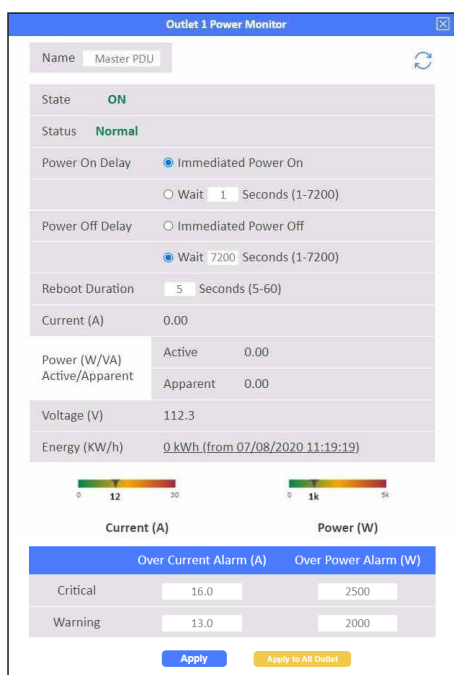 Outlet 1 Power Monitor
Name Master PDU
State ON
Status Normal
Power On Delay Immediated Power On
Wait 1 Seconds (1-7200)
Power Off Delay Immediated Power Off
Wait 7200 Seconds (1-7200)
Reboot Duration 5 Seconds (5-60)
Current (A) 0.00
Power (W/VA)
Active/Apparent
Active 0.00
Apparent 0.00
Voltage (V) 112.3
Energy (KW/h) 0 kWh (from 07/08/2020 11:19:19)
0 12 30 0 1k 5k
Current (A) Power (W)
Over Current Alarm (A) Over Power Alarm (W)
Critical 16.0 2500
Warning 13.0 2000
Apply Apply to All Outlet